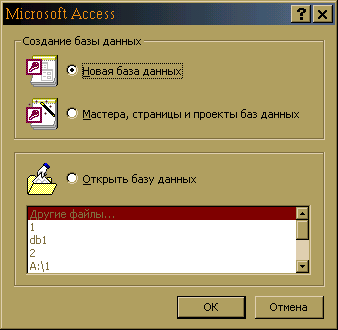 Microsoft Access
Создание базы данных
Новая база данных
Мастера, страницы и проекты баз данных
Открыть базу данных
Другие файлы...
1
db1
2
A:\1
OK
Отмена